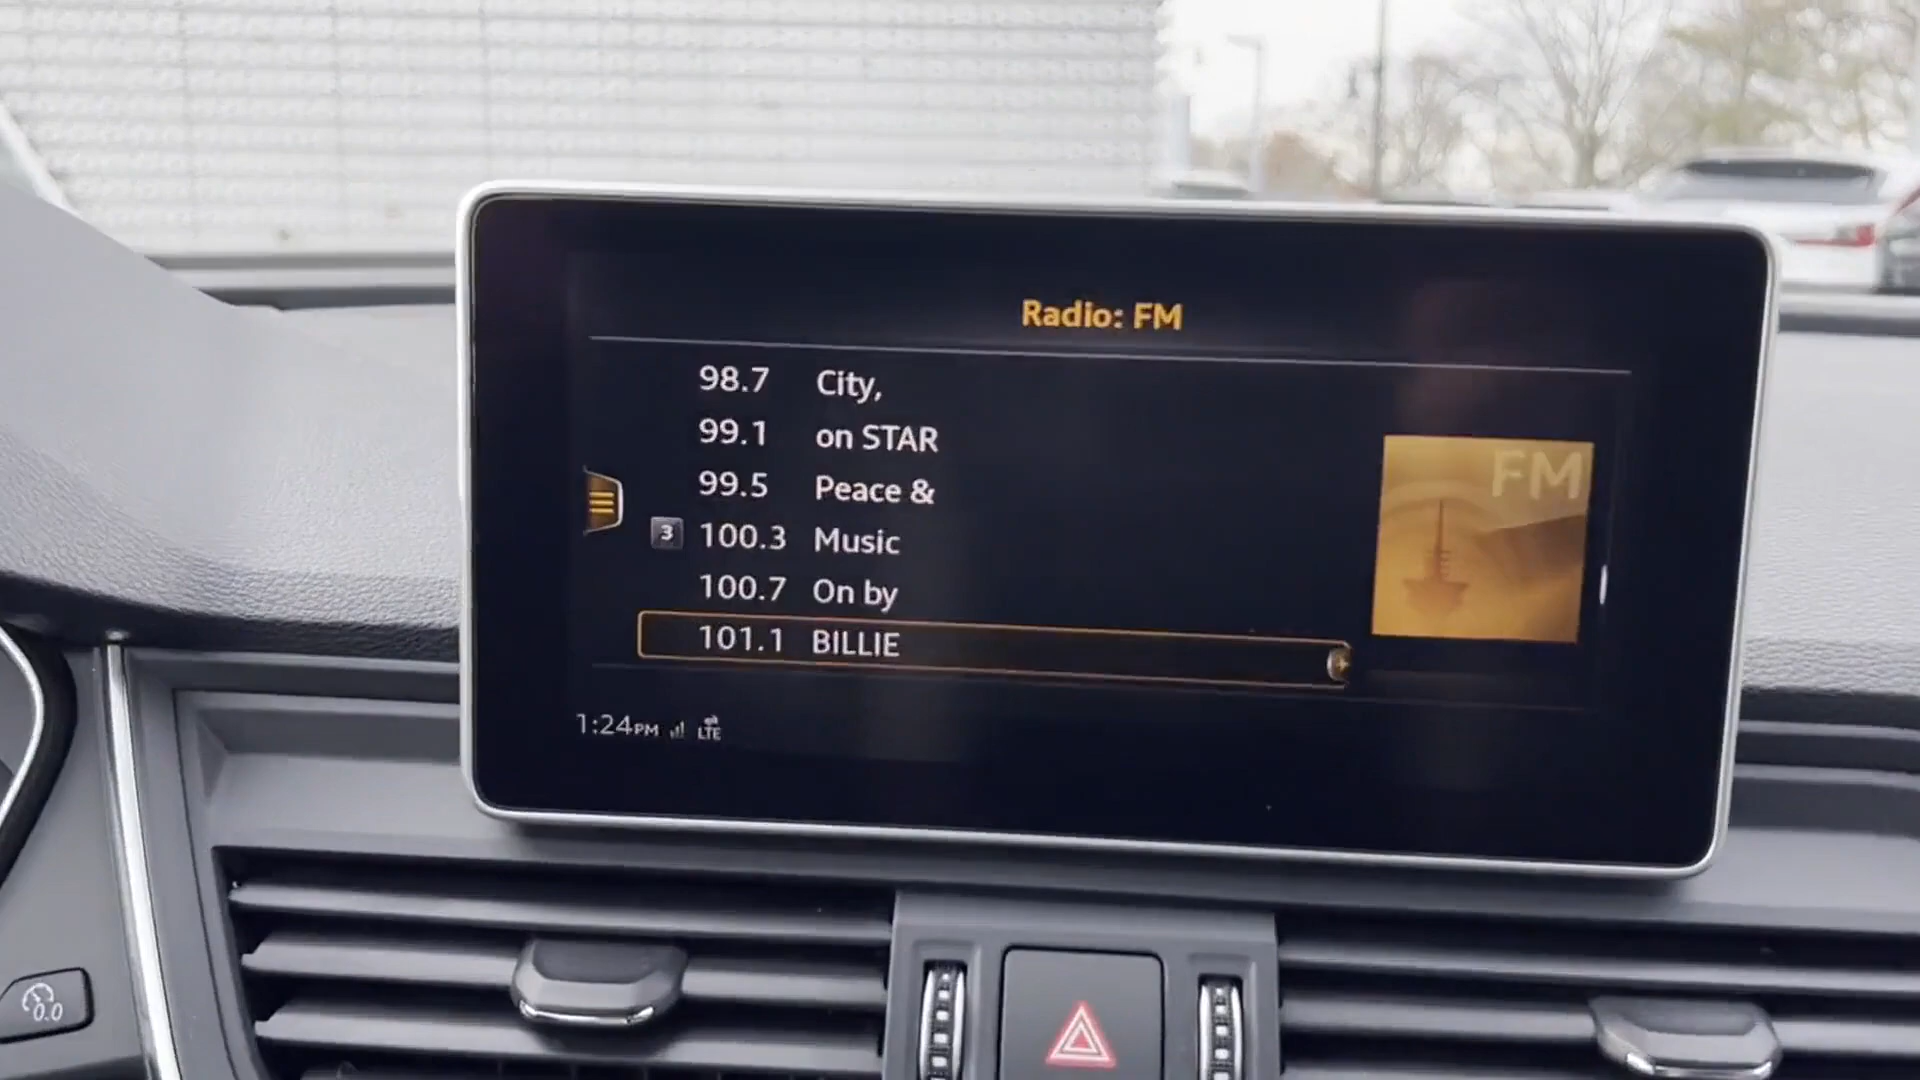 Radio: FM
98.7 City,
99.1 on STAR
99.5 Peace &
3 100.3 Music
100.7 On by
101.1 BILLIE
FM
1:24PM LTE
0.0